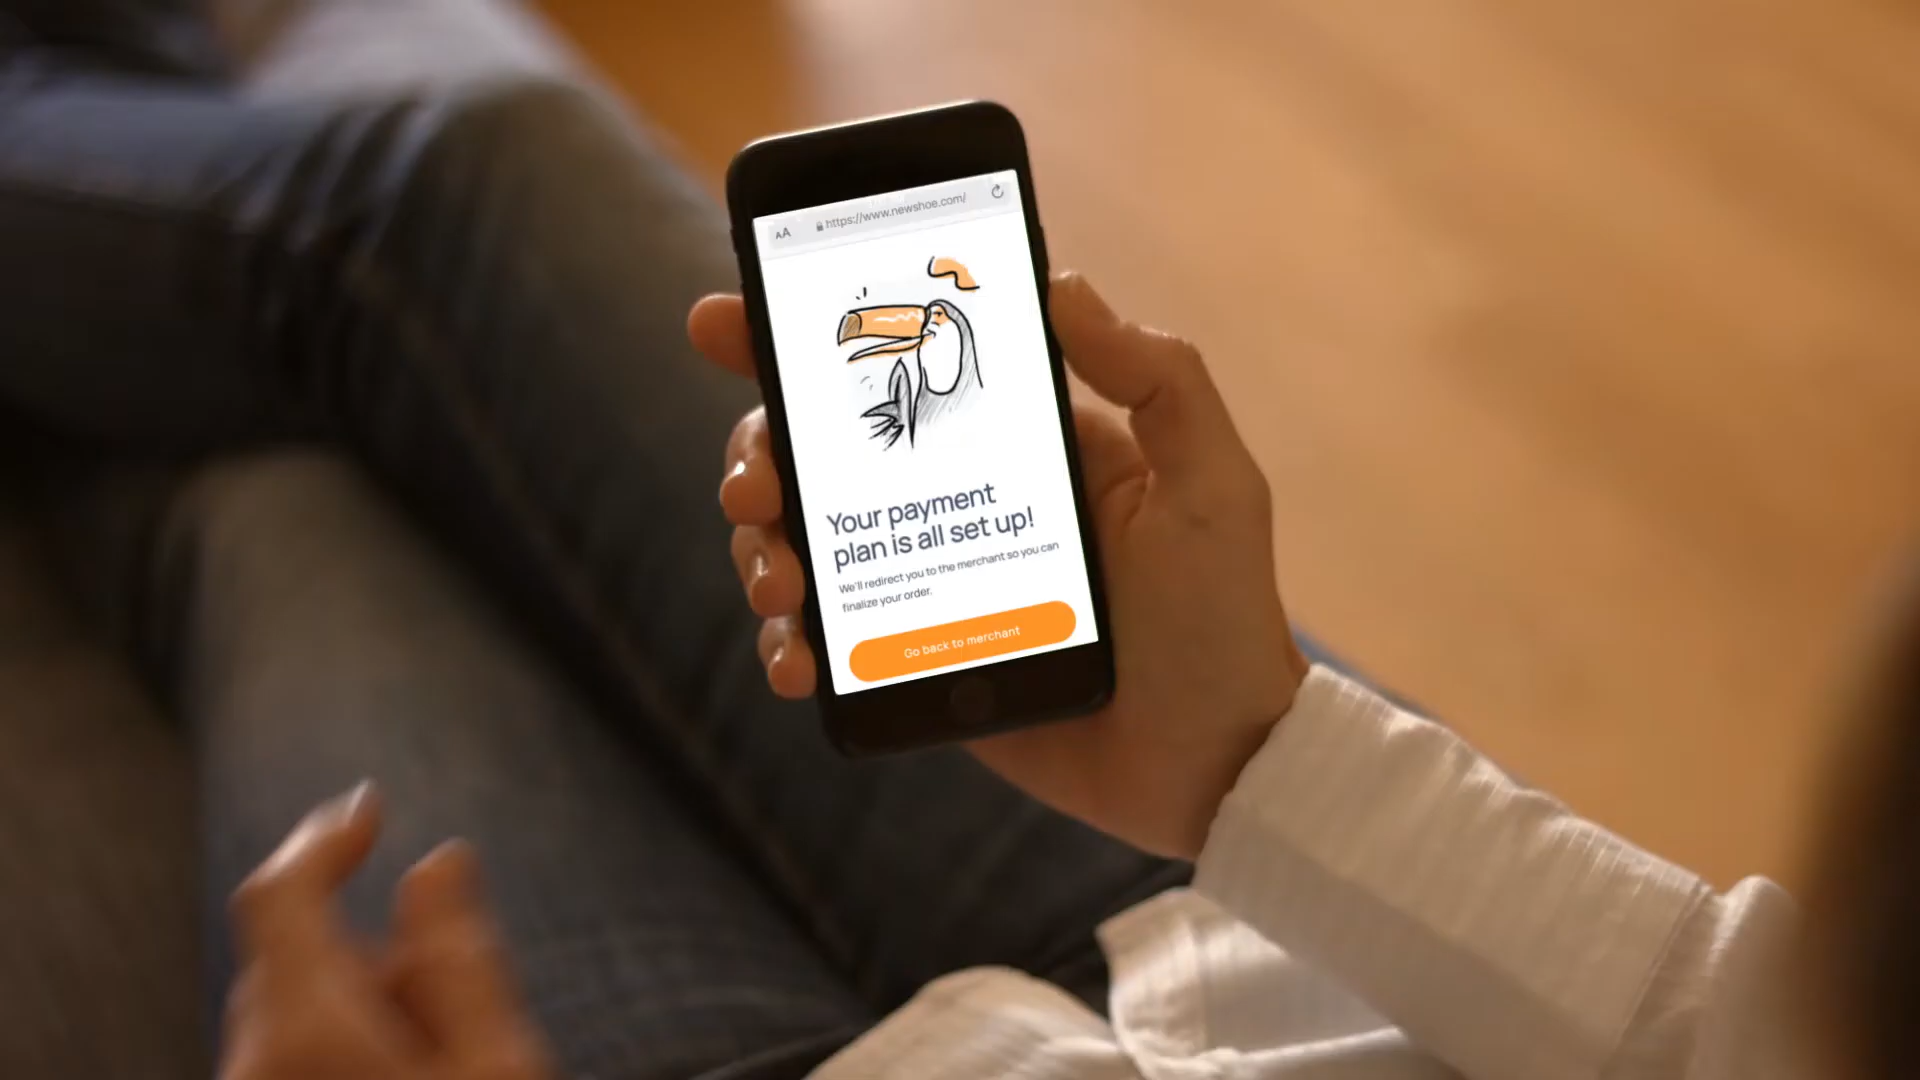 AA https://www.newshoe.com/
Your payment
plan is all set up!
We'll redirect you to the merchant so you can
finalize your order.
Go back to merchant